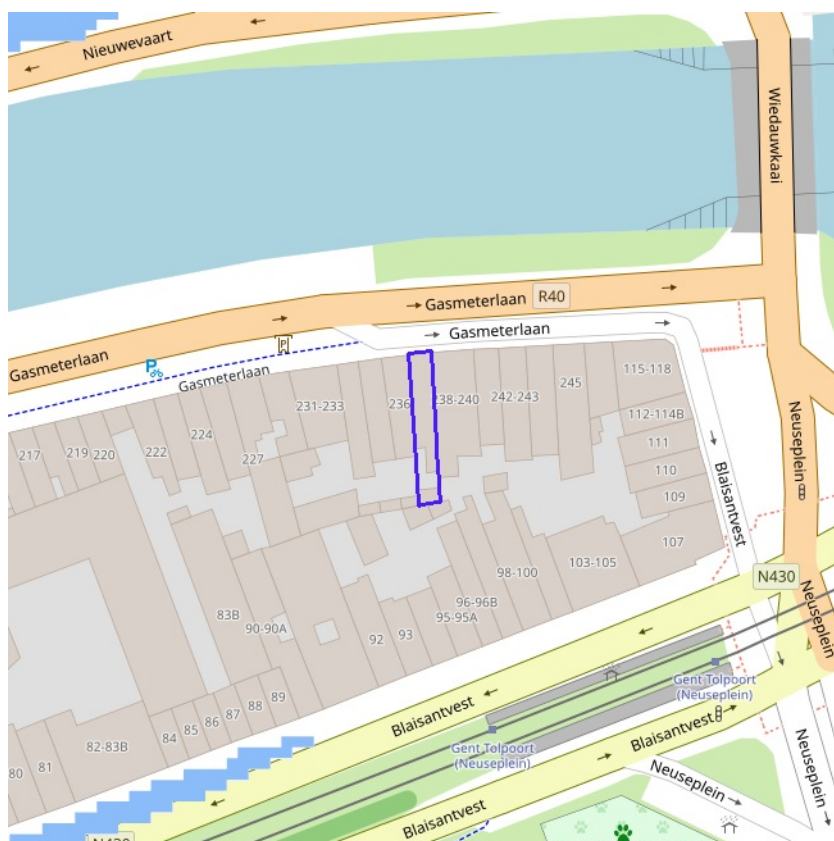 Nieuwevaart
Wiedauwkaai
Gasmeterlaan
R40
Gasmeterlaan
Gasmeterlaan
P
P
Gasmeterlaan
115-118
245
242-243
238-240
236
231-233
112-114B
224
111
222
227
110
217
219
220
109
Neuseplein
Blaisantvest
107
103-105
98-100
N430
96-96B
95-95A
83B
90-90A
92
93
Neuseplein
Gent Tolpoort
(Neuseplein)
89
88
87
86
85
84
82-83B
81
80
Blaisantvest
Gent Tolpoort
(Neuseplein)
Blaisantvest
Neuseplein
Neuseplein
Blaisantvest
N430